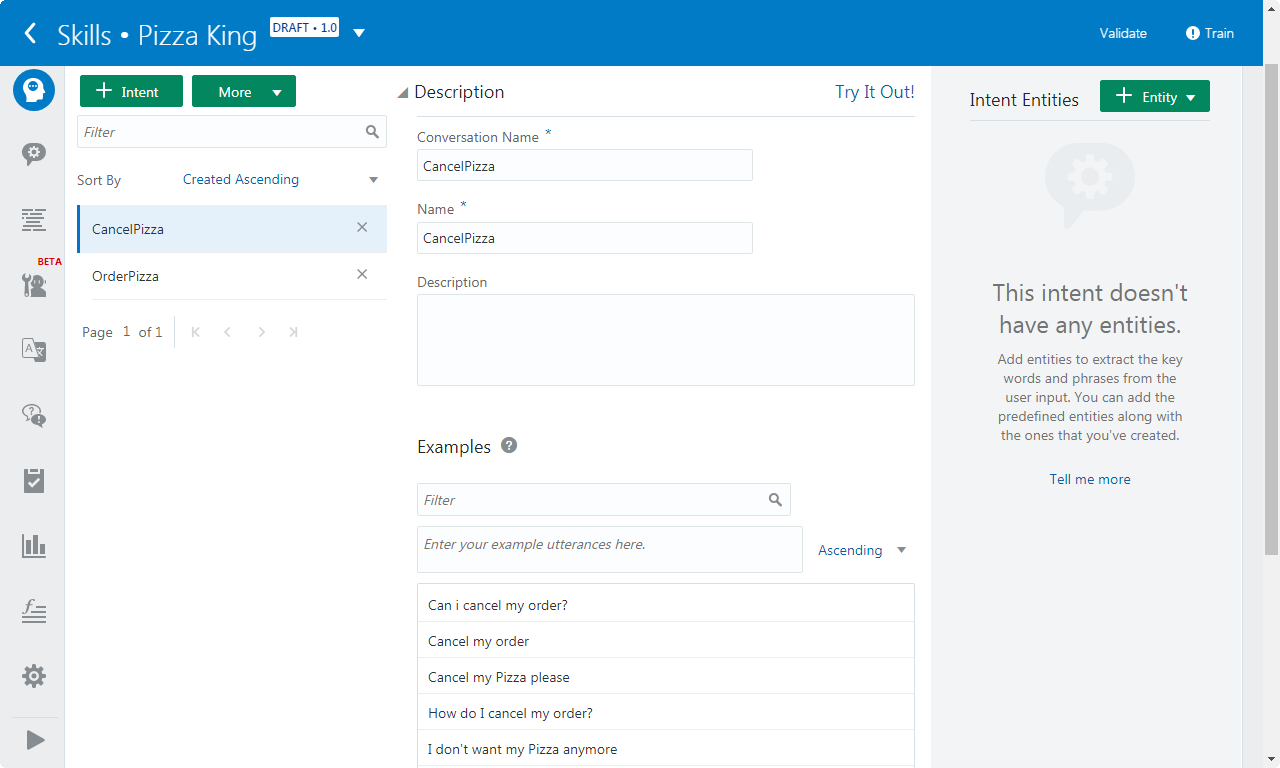 Skills • Pizza King
DRAFT • 1.0
Validate
Train
Intent
More
Filter
Sort By
Created Ascending
CancelPizza
OrderPizza
Page 1 of 1
BETA
Description
Try It Out!
Conversation Name *
CancelPizza
Name *
CancelPizza
Description
Examples
Filter
Enter your example utterances here.
Ascending
Can i cancel my order?
Cancel my order
Cancel my Pizza please
How do I cancel my order?
I don't want my Pizza anymore
Intent Entities
Entity
This intent doesn't
have any entities.
Add entities to extract the key
words and phrases from the
user input. You can add the
predefined entities along with
the ones that you've created.
Tell me more